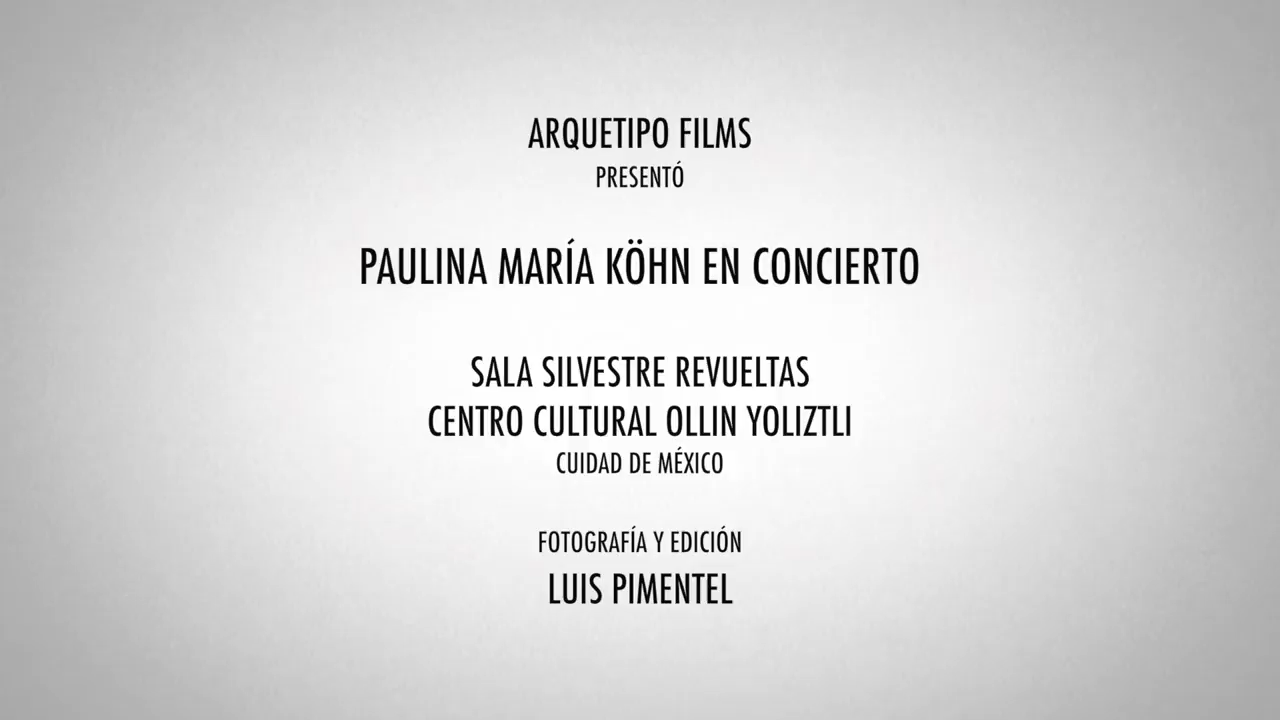 ARQUETIPO FILMS
PRESENTÓ
PAULINA MARÍA KÖHN EN CONCIERTO
SALA SILVESTRE REVUELTAS
CENTRO CULTURAL OLLIN YOLIZTLI
CUIDAD DE MÉXICO
FOTOGRAFÍA Y EDICIÓN
LUIS PIMENTEL